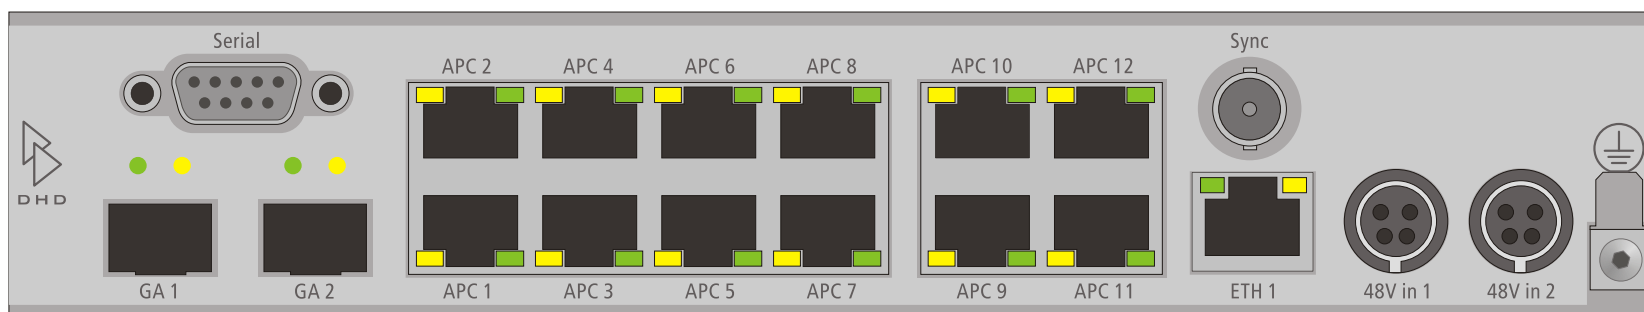 Serial
Sync
APC 2
APC 4
APC 6
APC 8
APC 10
APC 12
DHD
GA 1
GA 2
APC 1
APC 3
APC 5
APC 7
APC 9
APC 11
ETH 1
48V in 1
48V in 2